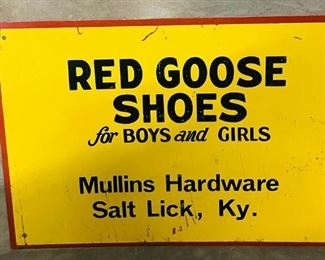 RED GOOSE
SHOES
for BOYS and GIRLS
Mullins Hardware
Salt Lick, Ky.